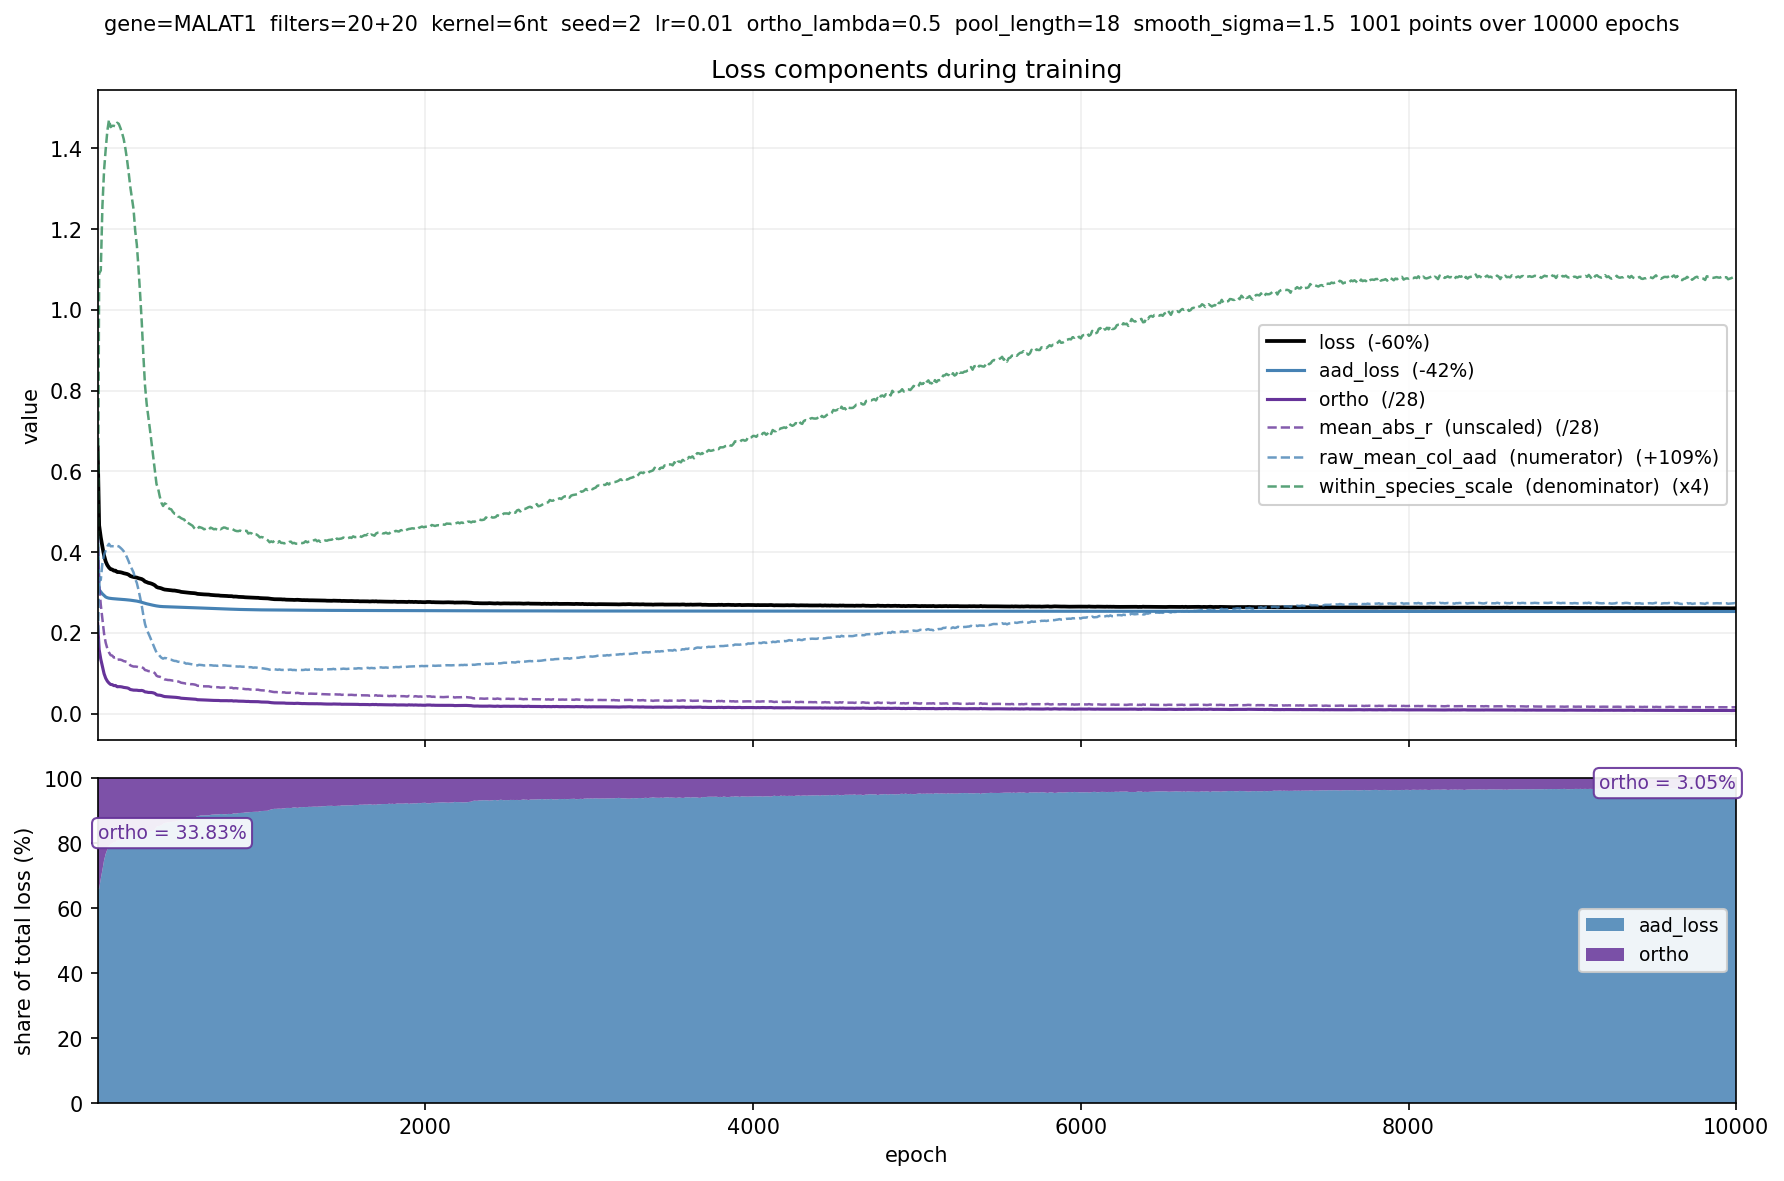 gene=MALAT1  filters=20+20  kernel=6nt  seed=2  lr=0.01  ortho_lambda=0.5  pool_length=18  smooth_sigma=1.5  1001 points over 10000 epochs
Loss components during training
value
1.4
1.2
1.0
0.8
0.6
0.4
0.2
0.0
loss  (-60%)
aad_loss  (-42%)
ortho  (/28)
mean_abs_r  (unscaled)  (/28)
raw_mean_col_aad  (numerator)  (+109%)
within_species_scale  (denominator)  (x4)
share of total loss (%)
100
80
60
40
20
0
ortho = 33.83%
ortho = 3.05%
aad_loss
ortho
2000
4000
6000
8000
10000
epoch